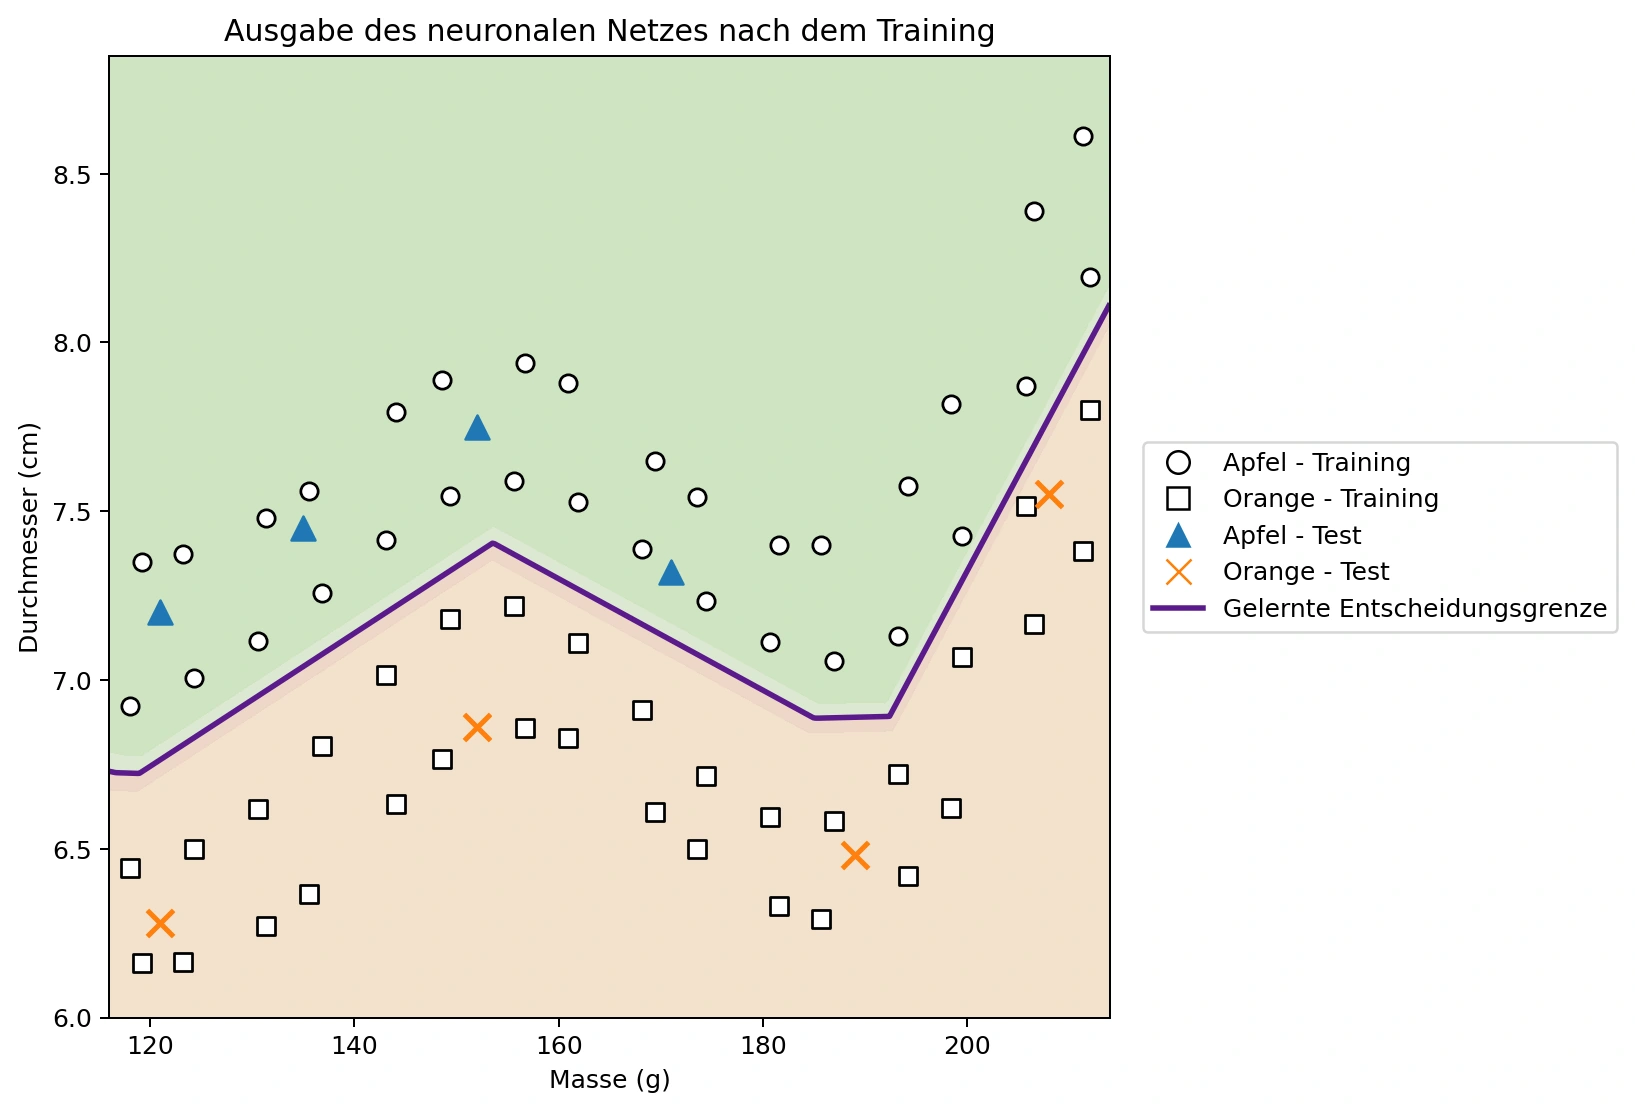 Ausgabe des neuronalen Netzes nach dem Training
Durchmesser (cm)
8.5
8.0
7.5
7.0
6.5
6.0
120
140
160
180
200
Masse (g)
Apfel - Training
Orange - Training
Apfel - Test
Orange - Test
Gelernte Entscheidungsgrenze